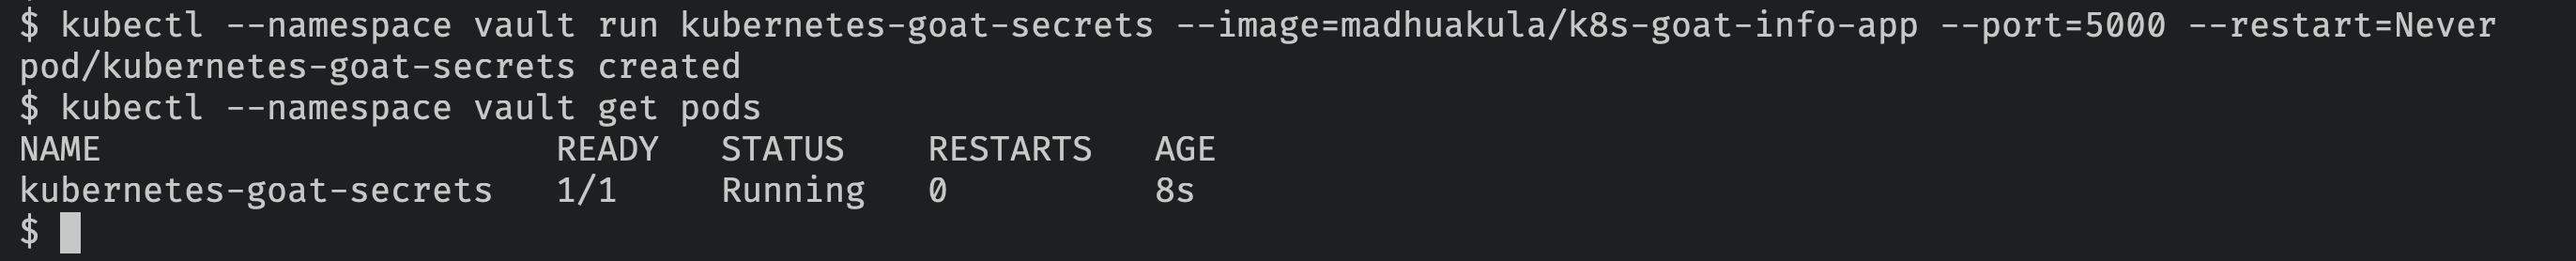 $ kubectl --namespace vault run kubernetes-goat-secrets --image=madhuakula/k8s-goat-info-app --port=5000 --restart=Never
pod/kubernetes-goat-secrets created
$ kubectl --namespace vault get pods
NAME                      READY   STATUS    RESTARTS   AGE
kubernetes-goat-secrets   1/1     Running   0          8s
$